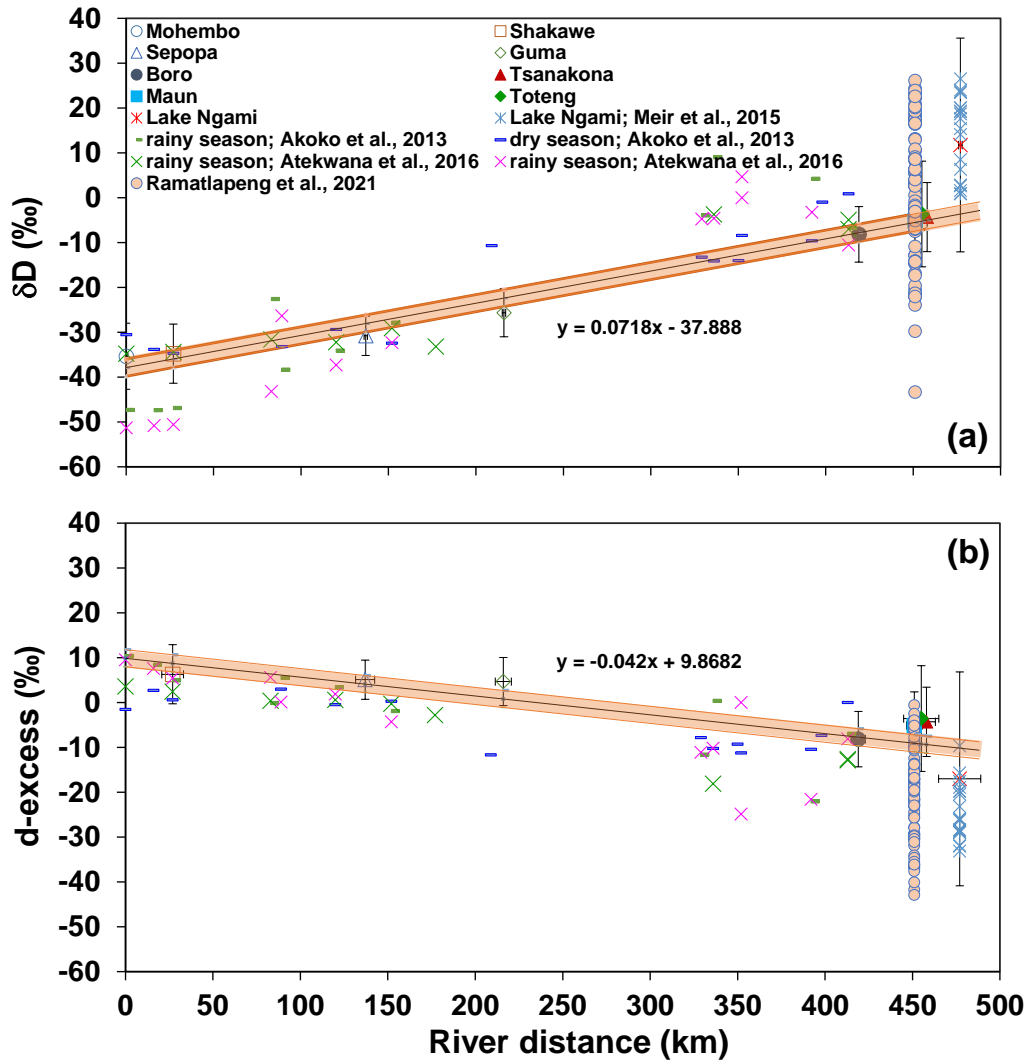 40
30
20
10
0
-10
-20
-30
-40
-50
-60
δD (‰)
Mohembo Shakawe
Sepopa Guma
Boro Tsanakona
Maun Toteng
Lake Ngami Lake Ngami; Meir et al., 2015
rainy season; Akoko et al., 2013 dry season; Akoko et al., 2013
rainy season; Atekwana et al., 2016 rainy season; Atekwana et al., 2016
Ramatlapeng et al., 2021
y = 0.0718x - 37.888
(a)
40
30
20
10
0
-10
-20
-30
-40
-50
-60
d-excess (‰)
(b)
y = -0.042x + 9.8682
0 50 100 150 200 250 300 350 400 450 500
River distance (km)